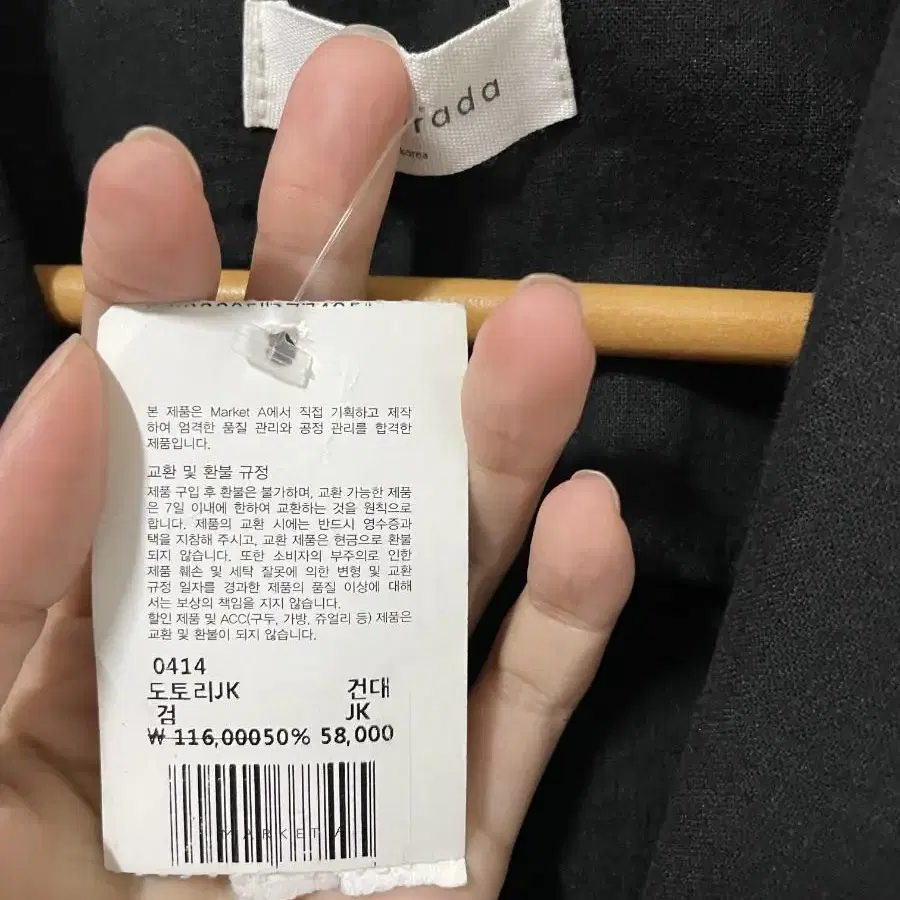 rada
korea
본 제품은 Market A에서 직접 기획하고 제작
하여 엄격한 품질 관리와 공정 관리를 합격한
제품입니다.
교환 및 환불 규정
제품 구입 후 환불은 불가하며, 교환 가능한 제품
은 7일 이내에 한하여 교환하는 것을 원칙으로
합니다. 제품의 교환 시에는 반드시 영수증과
택을 지참해 주시고, 교환 제품은 현금으로 환불
되지 않습니다. 또한 소비자의 부주의로 인한
제품 훼손 및 세탁 잘못에 의한 변형 및 교환
규정 일자를 경과한 제품의 품질 이상에 대해
서는 보상의 책임을 지지 않습니다.
할인 제품 및 ACC(구두, 가방, 쥬얼리 등) 제품은
교환 및 환불이 되지 않습니다.
0414
도토리JK 건대
검 JK
₩ 116,000 50% 58,000
MARKET A